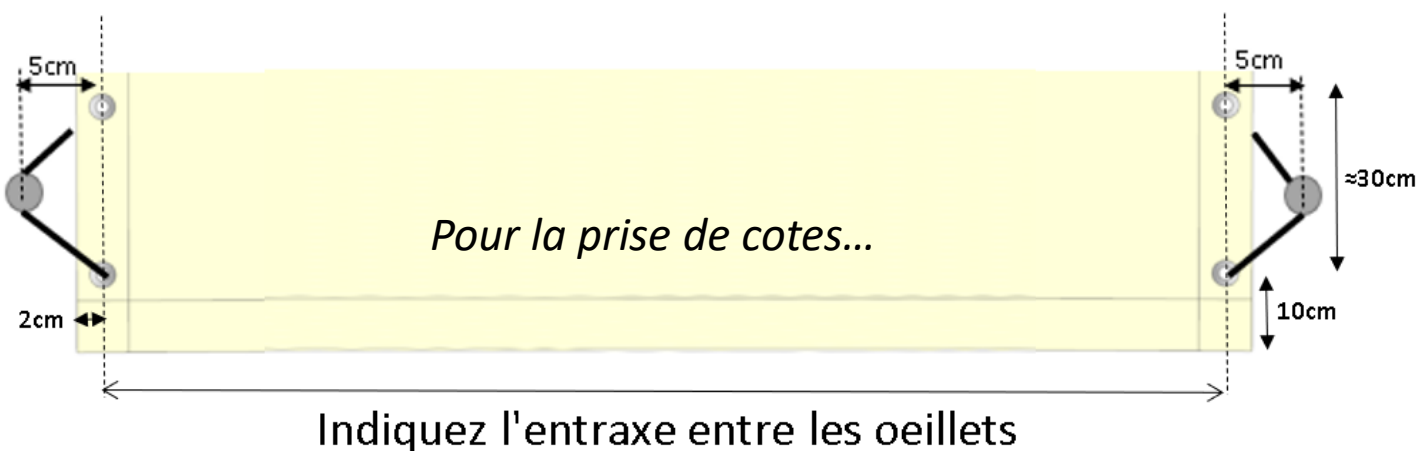 5cm
5cm
≈30cm
Pour la prise de cotes...
2cm
10cm
Indiquez l'entraxe entre les oeillets